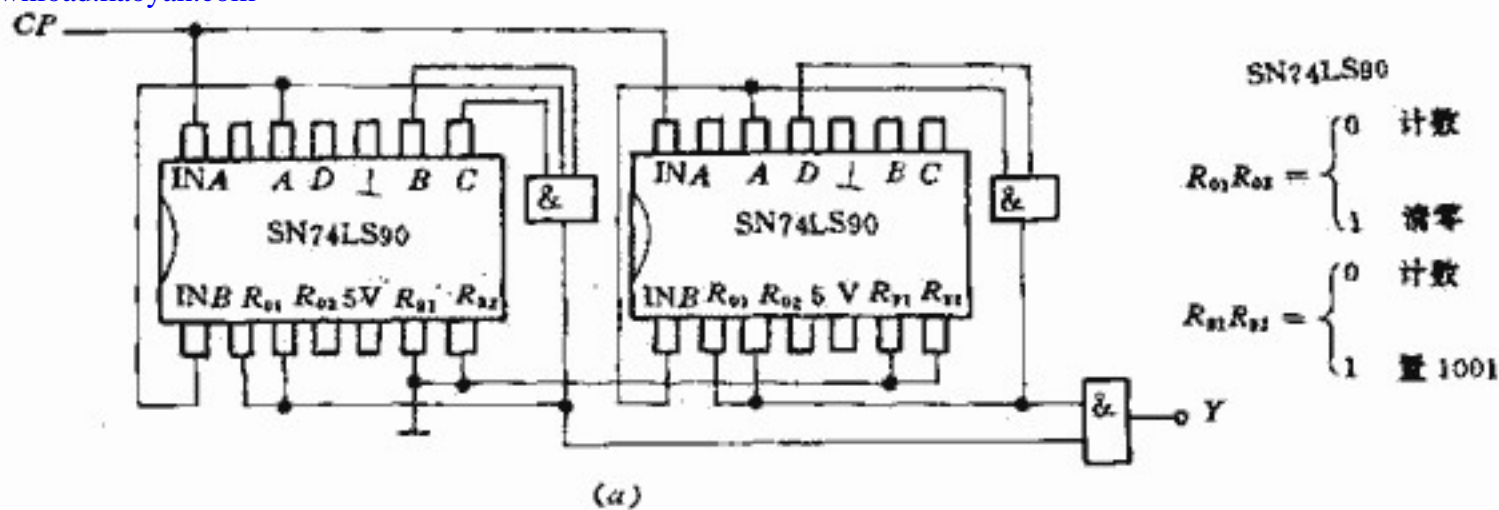 CP
SN74LS90
INA A D ⊥ B C
&
SN74LS90
INB R01 R02 5V R91 R92
INA A D ⊥ B C
&
SN74LS90
INB R01 R02 5 V R91 R92
R01R02 = { 0 计数
1 清零
R91R92 = { 0 计数
1 置 1001
&
Y
(a)